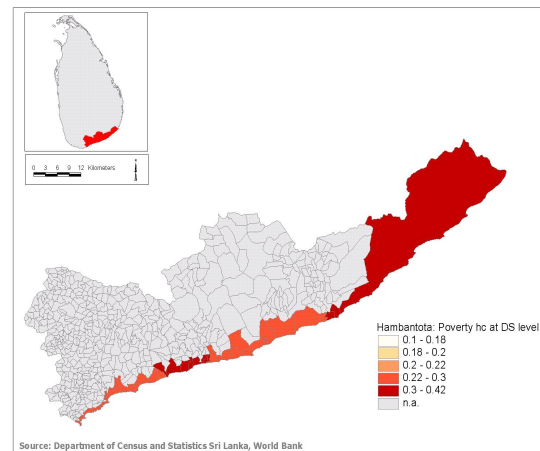 0 3 6 9 12 Kilometers
Hambantota: Poverty hc at DS level
0.1 - 0.18
0.18 - 0.2
0.2 - 0.22
0.22 - 0.3
0.3 - 0.42
n.a.
Source: Department of Census and Statistics Sri Lanka, World Bank